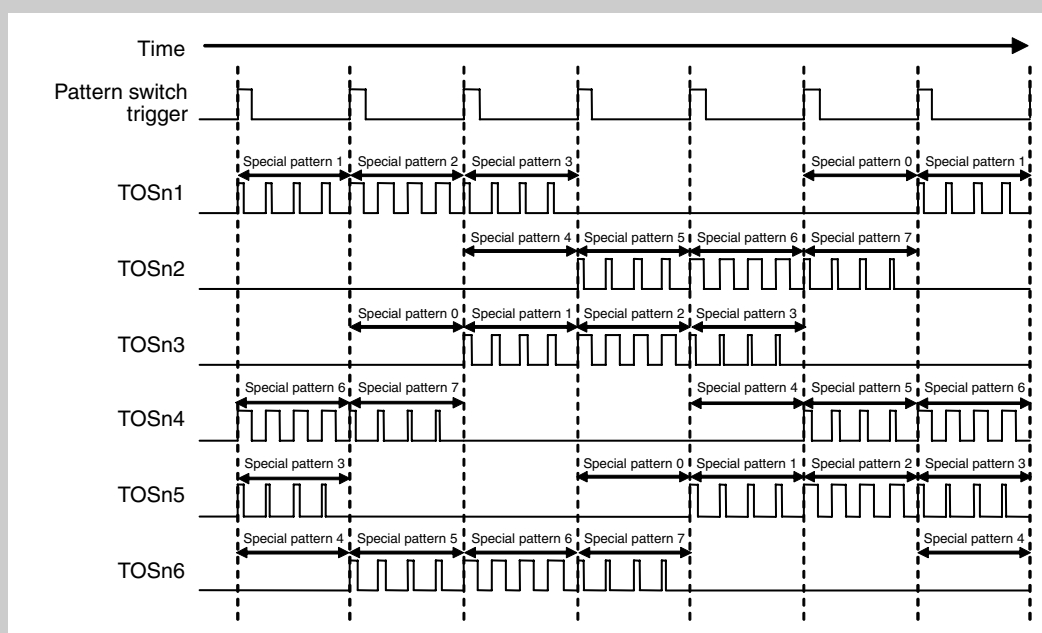 Time
Pattern switch
trigger
Special pattern 1 Special pattern 2 Special pattern 3 Special pattern 0 Special pattern 1
TOSn1
Special pattern 4 Special pattern 5 Special pattern 6 Special pattern 7
TOSn2
Special pattern 0 Special pattern 1 Special pattern 2 Special pattern 3
TOSn3
Special pattern 6 Special pattern 7 Special pattern 4 Special pattern 5 Special pattern 6
TOSn4
Special pattern 3 Special pattern 0 Special pattern 1 Special pattern 2 Special pattern 3
TOSn5
Special pattern 4 Special pattern 5 Special pattern 6 Special pattern 7 Special pattern 4
TOSn6